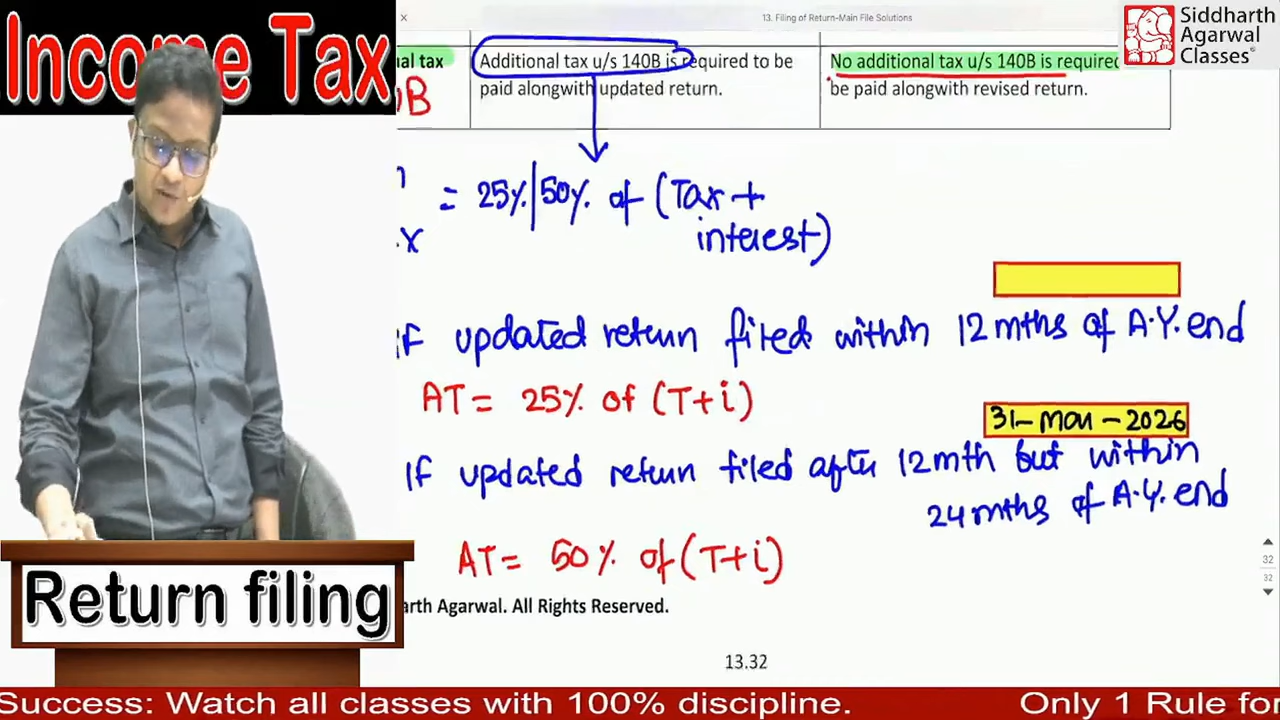 Income Tax
13. Filing of Return-Main File Solutions
Siddharth
Agarwal
Classes
nal tax
Additional tax u/s 140B is required to be
paid alongwith updated return.
No additional tax u/s 140B is required
be paid alongwith revised return.
= 25%/50% of (Tax +
interest)
If updated return filed within 12 mths of A.Y. end
AT = 25% of (T+i)
31-Mar-2026
If updated return filed after 12 mth but within
24 mths of A.Y. end
AT = 50% of (T+i)
Return filing
arth Agarwal. All Rights Reserved.
32
32
13.32
Success: Watch all classes with 100% discipline.
Only 1 Rule for